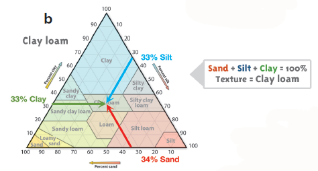 b
Clay loam
100
33% Silt
Clay
Sand + Silt + Clay = 100%
Texture = Clay loam
33% Clay
Sandy clay
Silty clay
Sandy clay loam
Clay loam
Silty clay loam
Sandy loam
Loam
Silt loam
Loamy sand
Sand
Silt
34% Sand
Percent sand